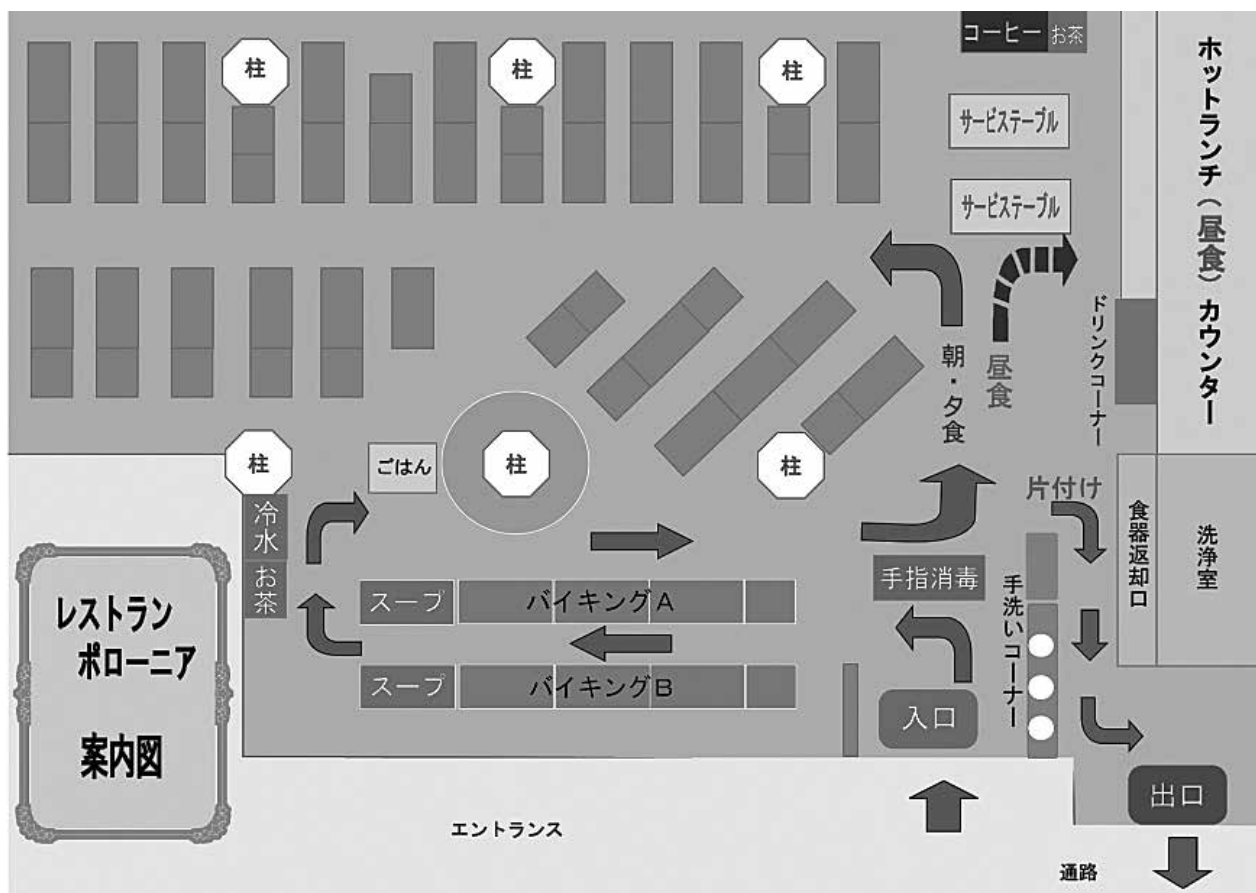 コーヒー お茶
柱
柱
柱
サービステーブル
サービステーブル
ホットランチ（昼食）カウンター
ドリンクコーナー
朝・夕食
昼食
柱
ごはん
柱
柱
片付け
冷水
お茶
食器返却口
洗浄室
手指消毒
手洗いコーナー
スープ
バイキングA
スープ
バイキングB
レストラン
ポローニア
案内図
入口
出口
エントランス
通路